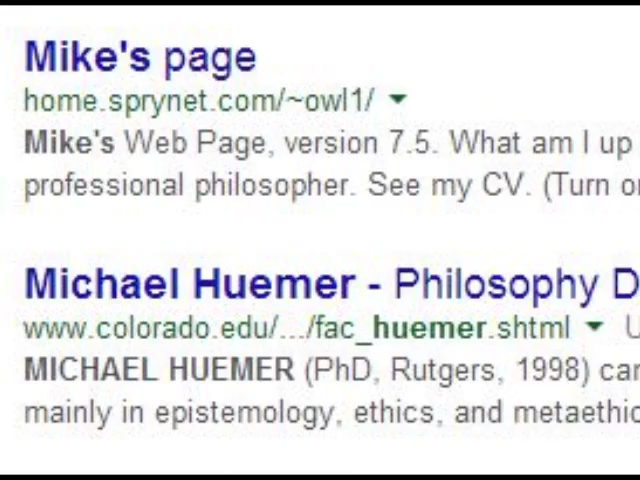 Mike's page
home.sprynet.com/~owl1/
Mike's Web Page, version 7.5. What am I up
professional philosopher. See my CV. (Turn
Michael Huemer - Philosophy
www.colorado.edu/.../fac_huemer.shtml
MICHAEL HUEMER (PhD, Rutgers, 1998)
mainly in epistemology, ethics, and